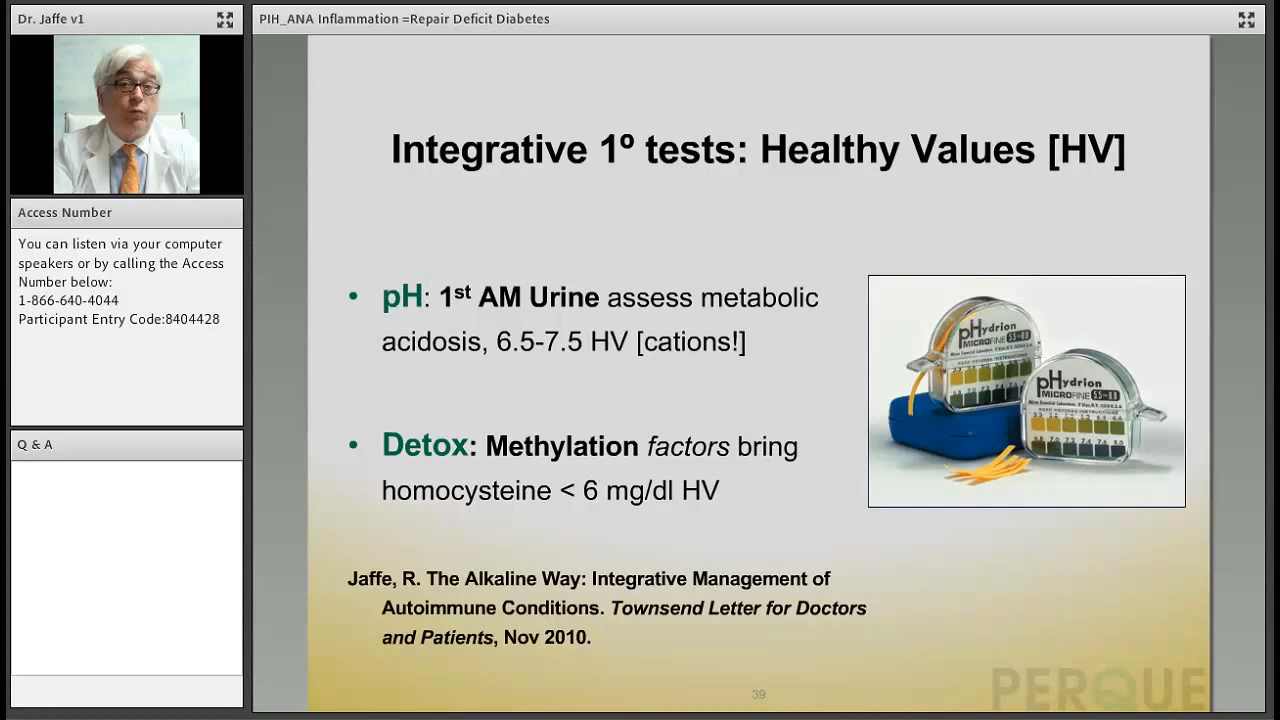 Dr. Jaffe v1
PIH_ANA Inflammation =Repair Deficit Diabetes
Access Number
You can listen via your computer
speakers or by calling the Access
Number below:
1-866-640-4044
Participant Entry Code:8404428
Q & A
Integrative 1º tests: Healthy Values [HV]
• pH: 1st AM Urine assess metabolic
acidosis, 6.5-7.5 HV [cations!]
• Detox: Methylation factors bring
homocysteine < 6 mg/dl HV
pHydrion
MICROFINE
pHydrion
MICROFINE
Jaffe, R. The Alkaline Way: Integrative Management of
Autoimmune Conditions. Townsend Letter for Doctors
and Patients, Nov 2010.
39
PERQUE